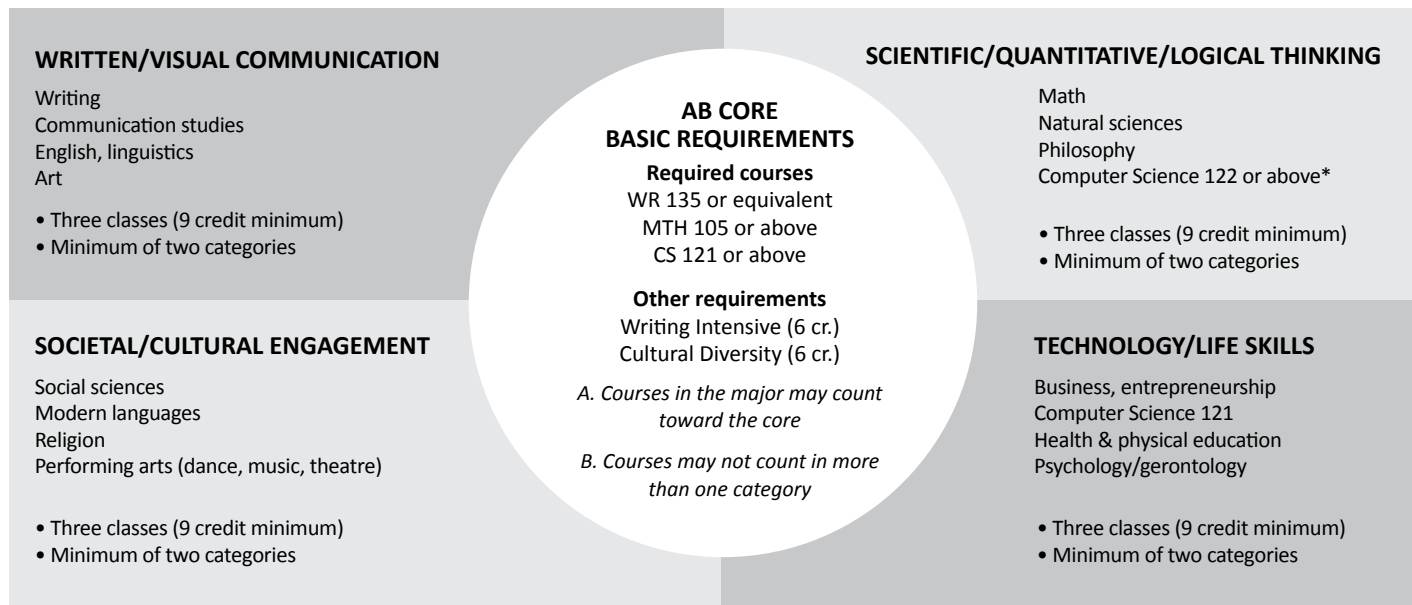 WRITTEN/VISUAL COMMUNICATION
Writing
Communication studies
English, linguistics
Art
• Three classes (9 credit minimum)
• Minimum of two categories
AB CORE
BASIC REQUIREMENTS
Required courses
WR 135 or equivalent
MTH 105 or above
CS 121 or above
Other requirements
Writing Intensive (6 cr.)
Cultural Diversity (6 cr.)
A. Courses in the major may count
toward the core
B. Courses may not count in more
than one category
SCIENTIFIC/QUANTITATIVE/LOGICAL THINKING
Math
Natural sciences
Philosophy
Computer Science 122 or above*
• Three classes (9 credit minimum)
• Minimum of two categories
SOCIETAL/CULTURAL ENGAGEMENT
Social sciences
Modern languages
Religion
Performing arts (dance, music, theatre)
• Three classes (9 credit minimum)
• Minimum of two categories
TECHNOLOGY/LIFE SKILLS
Business, entrepreneurship
Computer Science 121
Health & physical education
Psychology/gerontology
• Three classes (9 credit minimum)
• Minimum of two categories